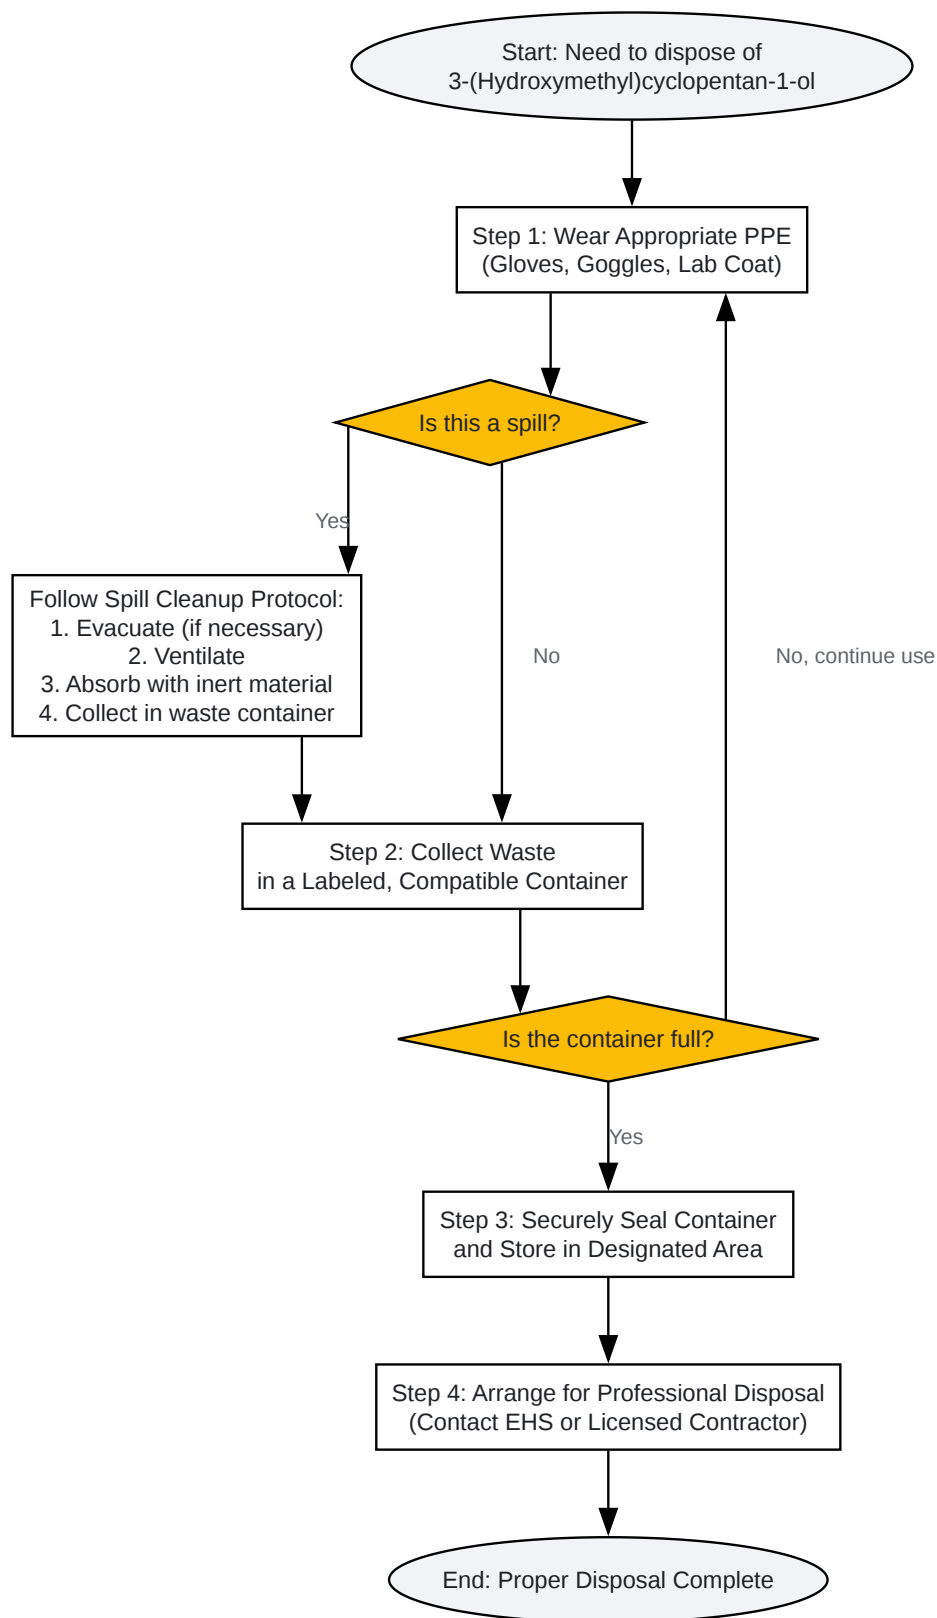 Start: Need to dispose of
3-(Hydroxymethyl)cyclopentan-1-ol
Step 1: Wear Appropriate PPE
(Gloves, Goggles, Lab Coat)
Is this a spill?
Yes
Follow Spill Cleanup Protocol:
1. Evacuate (if necessary)
2. Ventilate
3. Absorb with inert material
4. Collect in waste container
No
No, continue use
Step 2: Collect Waste
in a Labeled, Compatible Container
Is the container full?
Yes
Step 3: Securely Seal Container
and Store in Designated Area
Step 4: Arrange for Professional Disposal
(Contact EHS or Licensed Contractor)
End: Proper Disposal Complete